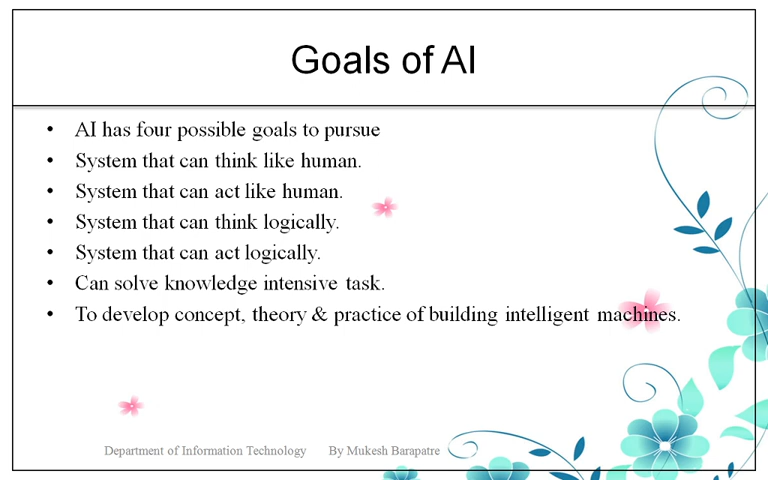 Goals of AI
• AI has four possible goals to pursue
• System that can think like human.
• System that can act like human.
• System that can think logically.
• System that can act logically.
• Can solve knowledge intensive task.
• To develop concept, theory & practice of building intelligent machines.
Department of Information Technology By Mukesh Barapatre